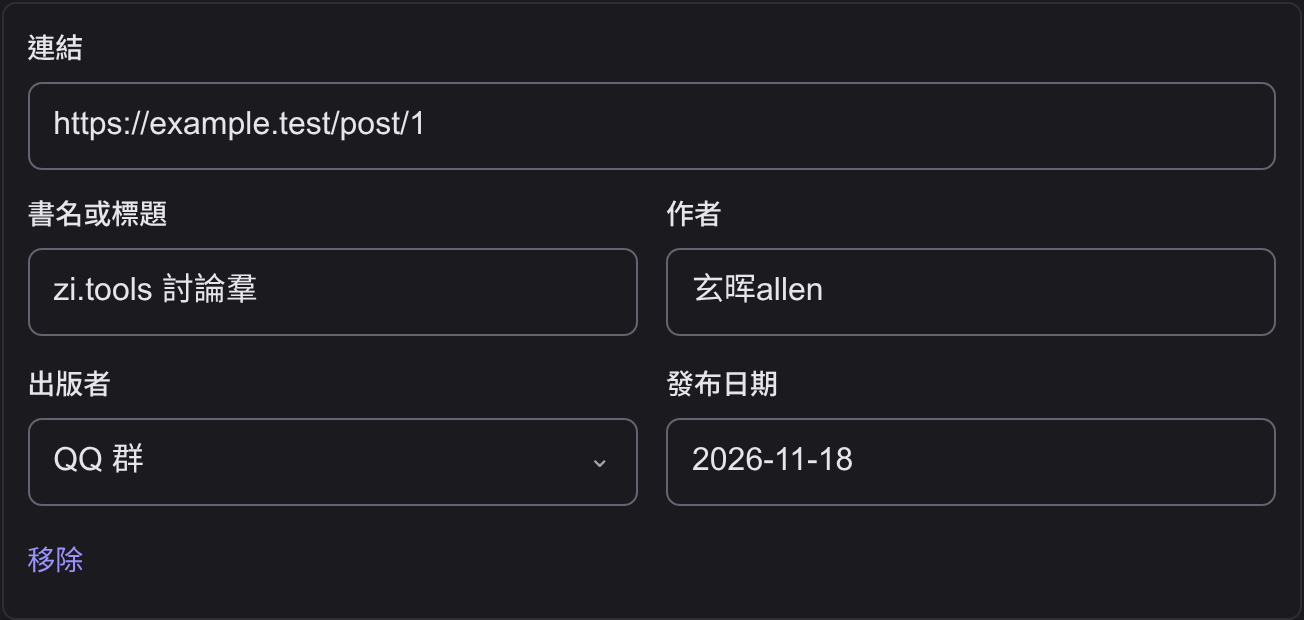 連結
https://example.test/post/1
書名或標題
作者
zi.tools 討論羣
玄晖allen
出版者
發布日期
QQ 群
2026-11-18
移除